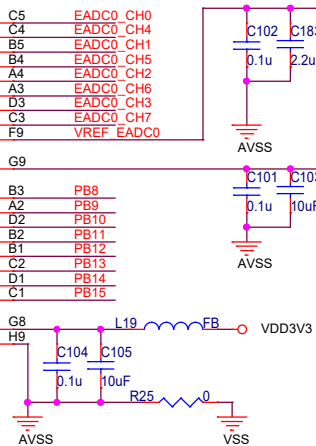 C5 EADC0_CH0
C4 EADC0_CH4
B5 EADC0_CH1
B4 EADC0_CH5
A4 EADC0_CH2
A3 EADC0_CH6
D3 EADC0_CH3
C3 EADC0_CH7
F9 VREF_EADC0
C102 C183
0.1u 2.2u
AVSS
G9
C101 C103
0.1u 10uF
AVSS
B3 PB8
A2 PB9
D2 PB10
B2 PB11
B1 PB12
C2 PB13
D1 PB14
C1 PB15
G8 L19 FB VDD3V3
H9
C104 C105
0.1u 10uF
R25 0
AVSS VSS